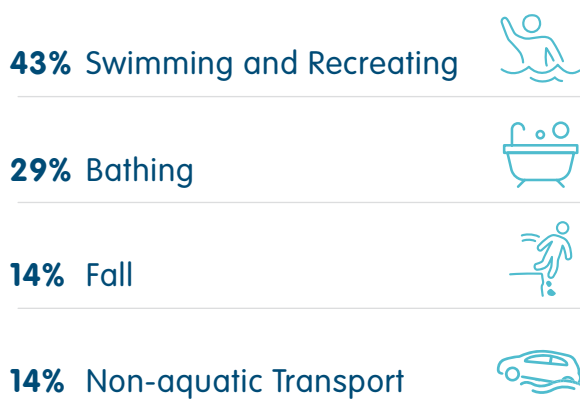 43% Swimming and Recreating
29% Bathing
14% Fall
14% Non-aquatic Transport